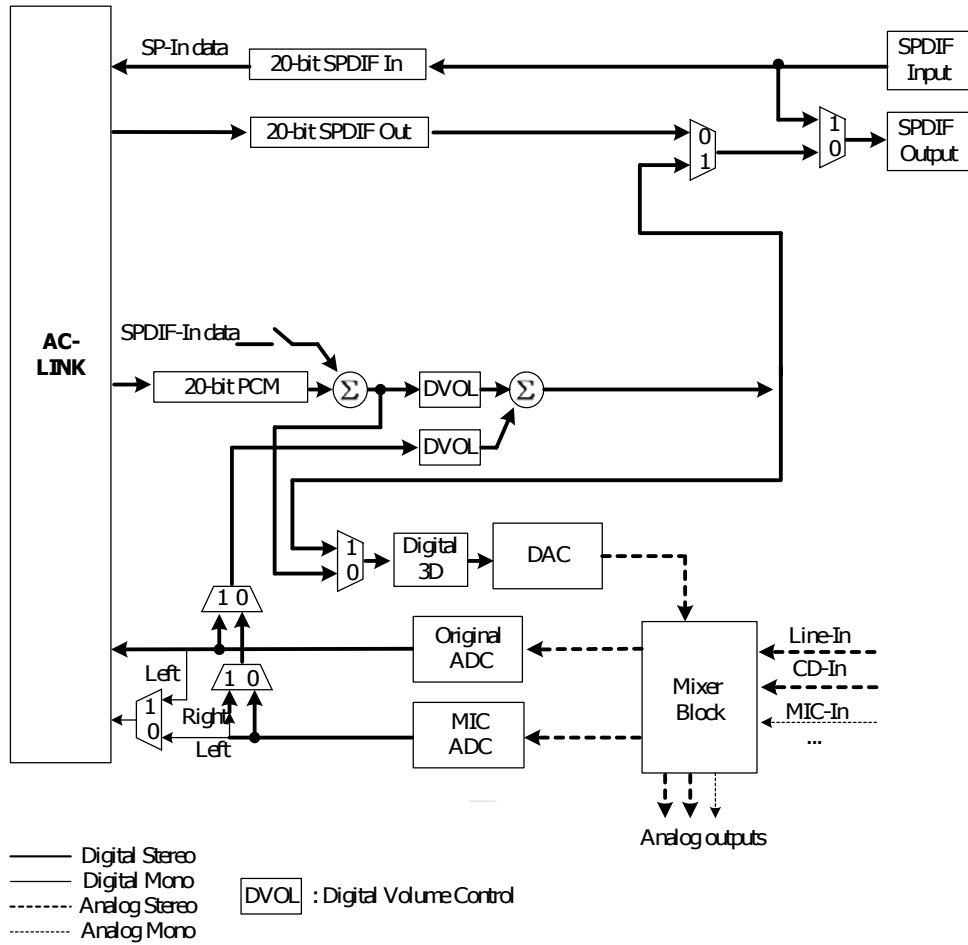 SP-In data
20-bit SPDIF In
SPDIF
Input
20-bit SPDIF Out
0
1
1
0
SPDIF
Output
AC-
LINK
SPDIF-In data
20-bit PCM
Σ
DVOL
Σ
DVOL
1
0
Digital
3D
DAC
1 0
Original
ADC
Mixer
Block
Line-In
CD-In
MIC-In
...
Left
1 0
1
0
Right
Left
MIC
ADC
Analog outputs
Digital Stereo
Digital Mono
Analog Stereo
Analog Mono
DVOL : Digital Volume Control